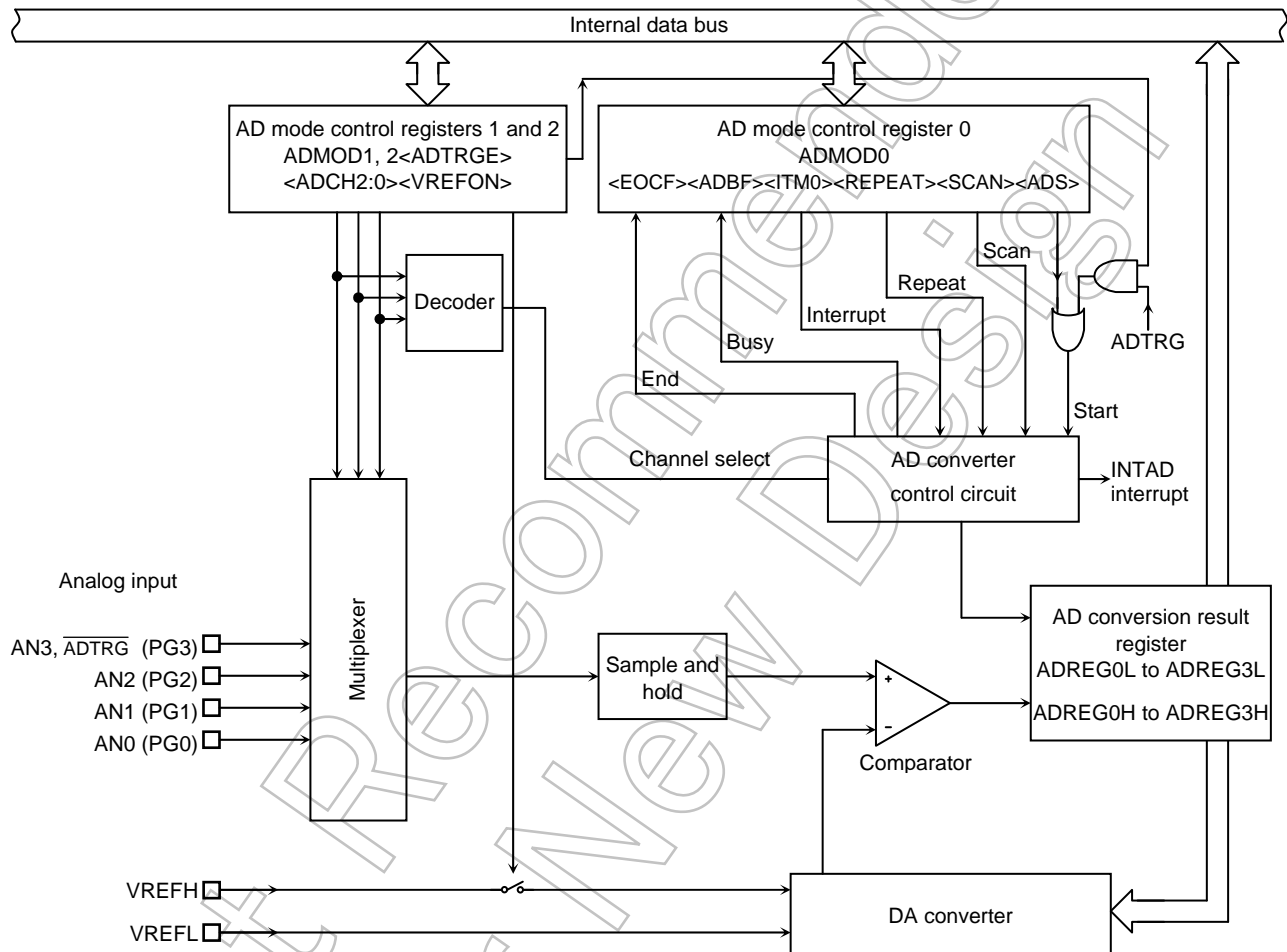 Internal data bus
AD mode control registers 1 and 2
ADMOD1, 2<ADTRGE>
<ADCH2:0><VREFON>
AD mode control register 0
ADMOD0
<EOCF><ADBF><ITM0><REPEAT><SCAN><ADS>
Scan
Decoder
Repeat
Interrupt
Busy
ADTRG
End
Start
Channel select
AD converter
control circuit
INTAD
interrupt
Analog input
Multiplexer
AN3, ADTRG (PG3)
AN2 (PG2)
AN1 (PG1)
AN0 (PG0)
Sample and
hold
+
−
Comparator
AD conversion result
register
ADREG0L to ADREG3L
ADREG0H to ADREG3H
VREFH
VREFL
DA converter
Recommende
New Design